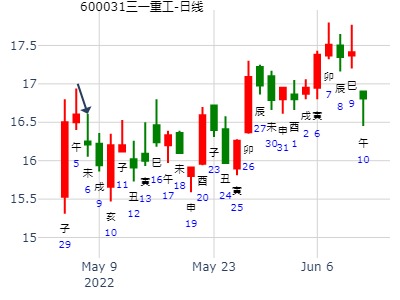 600031三一重工-日线
17.5
17
16.5
16
15.5
15
子
29
午
5
未
6
戌
9
亥
10
子
11
丑
12
寅
13
巳
16
午
17
未
18
申
19
酉
20
子
23
丑
24
寅
25
卯
26
辰
27
未
30
申
31
酉
1
戌
2
寅
6
卯
7
辰
8
巳
9
午
10
May 9
2022
May 23
Jun 6